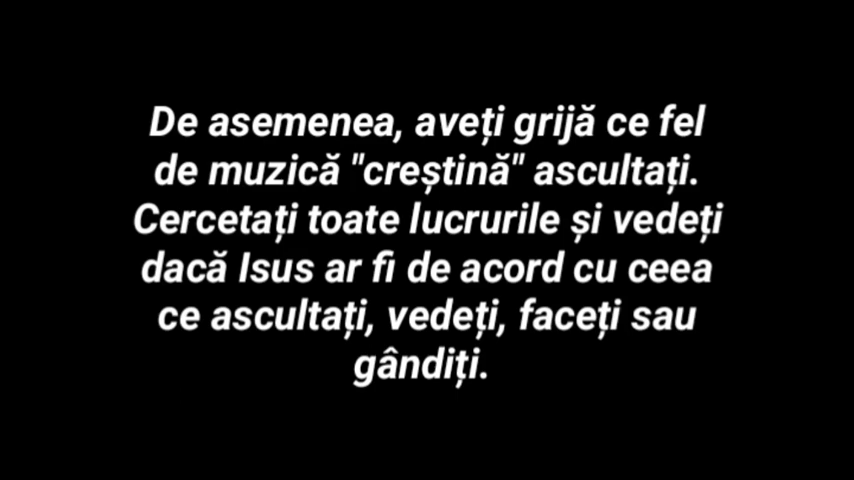 De asemenea, aveți grijă ce fel
de muzică "creștină" ascultați.
Cercetați toate lucrurile și vedeți
dacă Isus ar fi de acord cu ceea
ce ascultați, vedeți, faceți sau
gândiți.